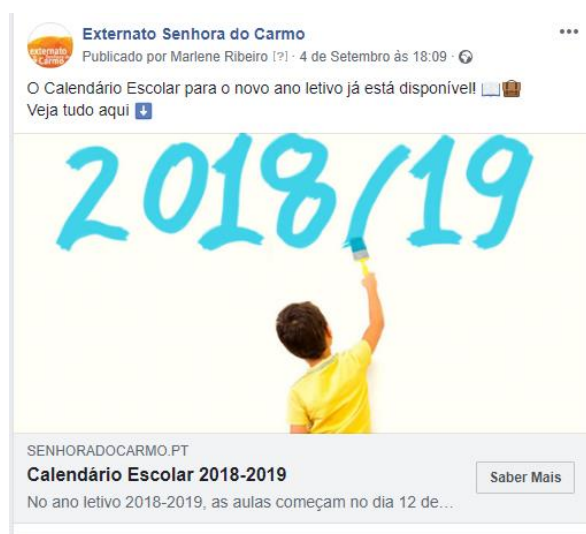 externato
Carmo
Externato Senhora do Carmo
Publicado por Marlene Ribeiro [?] · 4 de Setembro às 18:09 ·
O Calendário Escolar para o novo ano letivo já está disponível!
Veja tudo aqui
2018/19
SENHORADOCARMO.PT
Calendário Escolar 2018-2019
Saber Mais
No ano letivo 2018-2019, as aulas começam no dia 12 de...